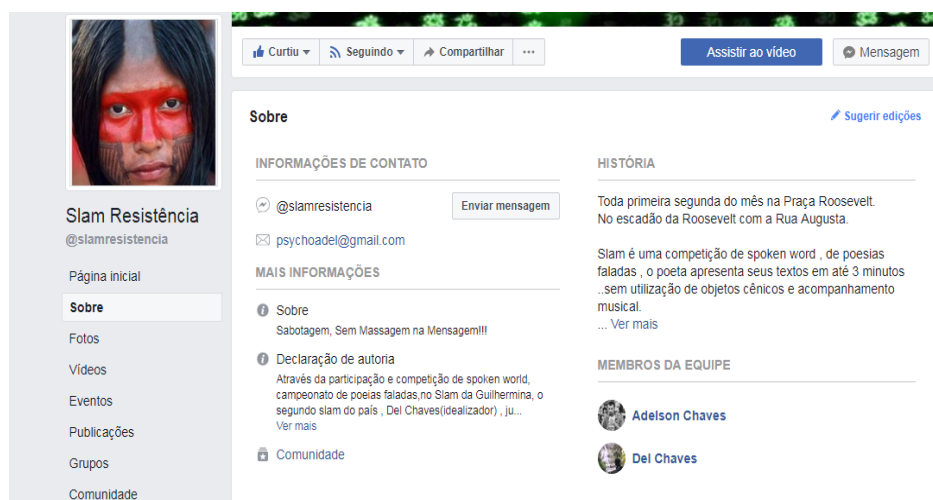 Curtiu
Seguindo
Compartilhar
Assistir ao vídeo
Mensagem
Slam Resistência
@slamresistencia
Página inicial
Sobre
Fotos
Vídeos
Eventos
Publicações
Grupos
Comunidade
Sobre
Sugerir edições
INFORMAÇÕES DE CONTATO
@slamresistencia
Enviar mensagem
psychoadel@gmail.com
MAIS INFORMAÇÕES
Sobre
Sabotagem, Sem Massagem na Mensagem!!!
Declaração de autoria
Através da participação e competição de spoken world,
campeonato de poeias faladas,no Slam da Guilhermina, o
segundo slam do país , Del Chaves(idealizador) , ju...
Ver mais
Comunidade
HISTÓRIA
Toda primeira segunda do mês na Praça Roosevelt.
No escadão da Roosevelt com a Rua Augusta.
Slam é uma competição de spoken word , de poesias
faladas , o poeta apresenta seus textos em até 3 minutos
..sem utilização de objetos cênicos e acompanhamento
musical.
... Ver mais
MEMBROS DA EQUIPE
Adelson Chaves
Del Chaves